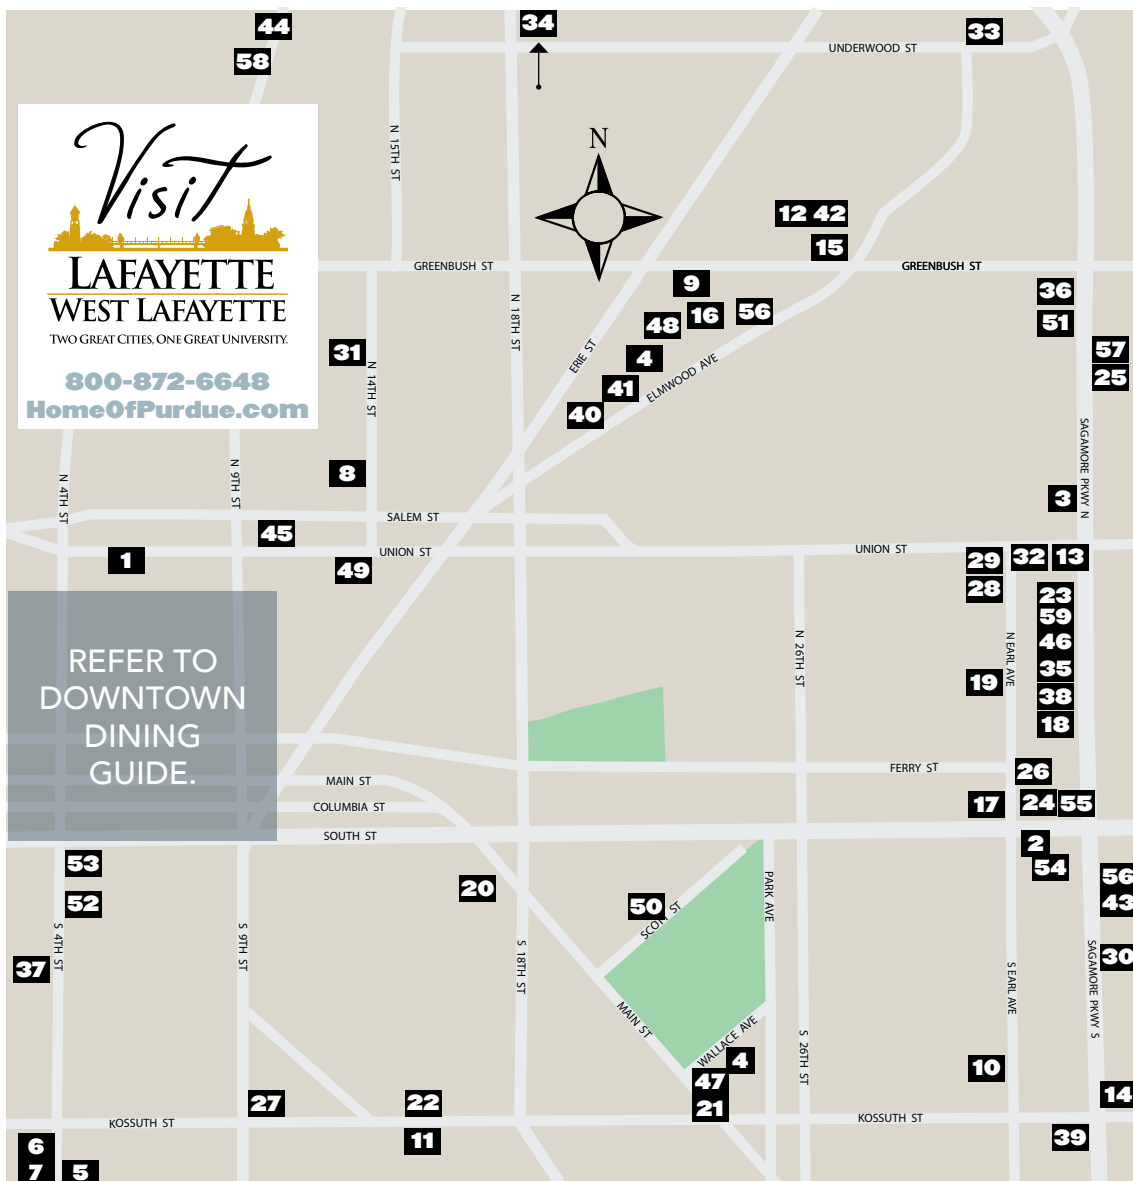 44
34
33
58
UNDERWOOD ST
N
N 15TH ST
Visit
LAFAYETTE
WEST LAFAYETTE
TWO GREAT CITIES, ONE GREAT UNIVERSITY.
800-872-6648
HomeOfPurdue.com
12 42
15
GREENBUSH ST
GREENBUSH ST
9
36
16
56
48
51
N 18TH ST
57
31
4
ERIE ST
25
N 14TH ST
ELMWOOD AVE
41
40
SAGAMORE PKWY N
8
N 4TH ST
N 9TH ST
3
SALEM ST
45
UNION ST
UNION ST
1
49
29
32
13
28
23
59
46
35
38
18
N 26TH ST
N EARL AVE
19
REFER TO
DOWNTOWN
DINING
GUIDE.
FERRY ST
26
MAIN ST
COLUMBIA ST
17
24
55
SOUTH ST
2
54
53
52
20
50
SCOTT ST
PARK AVE
56
43
S 4TH ST
S 9TH ST
S 18TH ST
37
30
S EARL AVE
SAGAMORE PKWY S
MAIN ST
WALLACE AVE
S 26TH ST
4
47
21
10
27
22
14
KOSSUTH ST
KOSSUTH ST
11
39
6
7
5